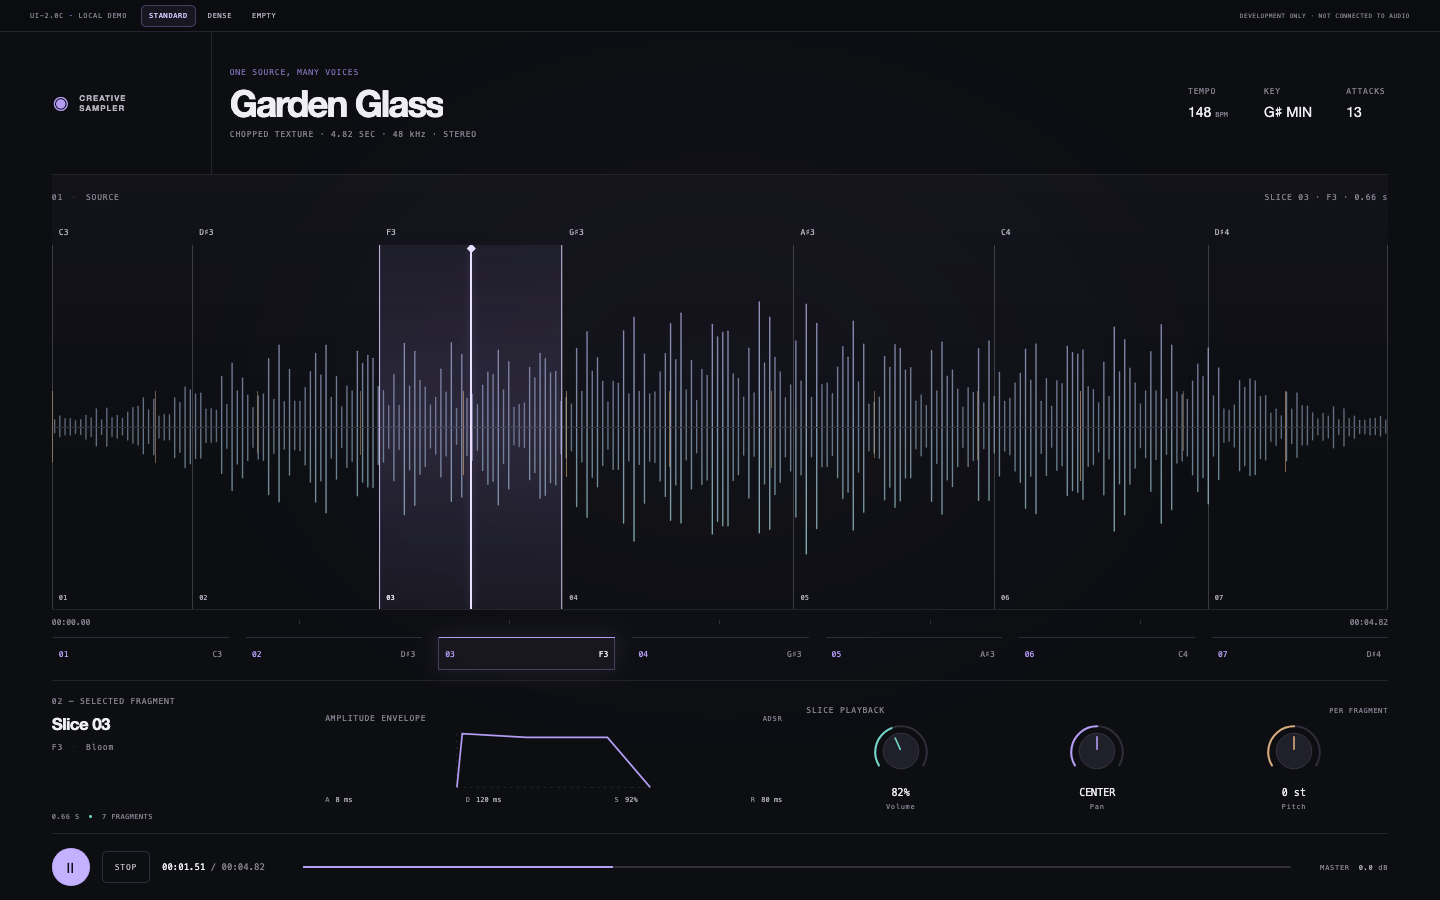 UI-2.0C · LOCAL DEMO STANDARD DENSE EMPTY DEVELOPMENT ONLY · NOT CONNECTED TO AUDIO
CREATIVE
SAMPLER
ONE SOURCE, MANY VOICES
Garden Glass
CHOPPED TEXTURE · 4.82 SEC · 48 kHz · STEREO
TEMPO KEY ATTACKS
148 BPM G♯ MIN 13
01 — SOURCE SLICE 03 · F3 · 0.66 s
C3 D♯3 F3 G♯3 A♯3 C4 D♯4
01 02 03 04 05 06 07
00:00.00 00:04.82
01 C3 02 D♯3 03 F3 04 G♯3 05 A♯3 06 C4 07 D♯4
02 — SELECTED FRAGMENT
Slice 03
F3 · Bloom
0.66 S • 7 FRAGMENTS
AMPLITUDE ENVELOPE ADSR
A 8 ms D 120 ms S 92% R 80 ms
SLICE PLAYBACK PER FRAGMENT
82% CENTER 0 st
Volume Pan Pitch
STOP 00:01.51 / 00:04.82 MASTER 0.0 dB